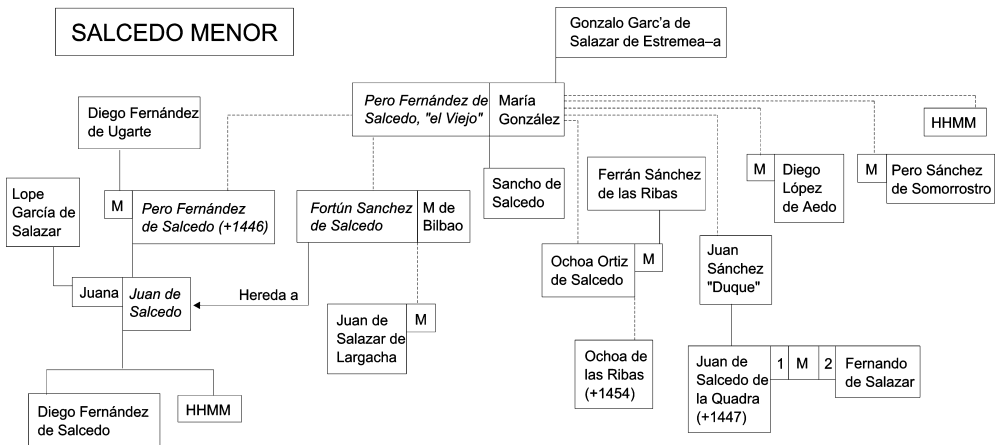 SALCEDO MENOR
Gonzalo Garc’a de
Salazar de Estremea–a
Pero Fernández de
Salcedo, "el Viejo"
María
González
HHMM
Diego Fernández
de Ugarte
Sancho de
Salcedo
Ferrán Sánchez
de las Ribas
M
Diego
López
de Aedo
M
Pero Sánchez
de Somorrostro
Lope
García de
Salazar
M
Pero Fernández
de Salcedo (+1446)
Fortún Sanchez
de Salcedo
M de
Bilbao
Ochoa Ortiz
de Salcedo
M
Juan
Sánchez
"Duque"
Juana
Juan de
Salcedo
Hereda a
Juan de
Salazar de
Largacha
M
Ochoa de
las Ribas
(+1454)
Juan de
Salcedo de
la Quadra
(+1447)
1
M
2
Fernando
de Salazar
Diego Fernández
de Salcedo
HHMM